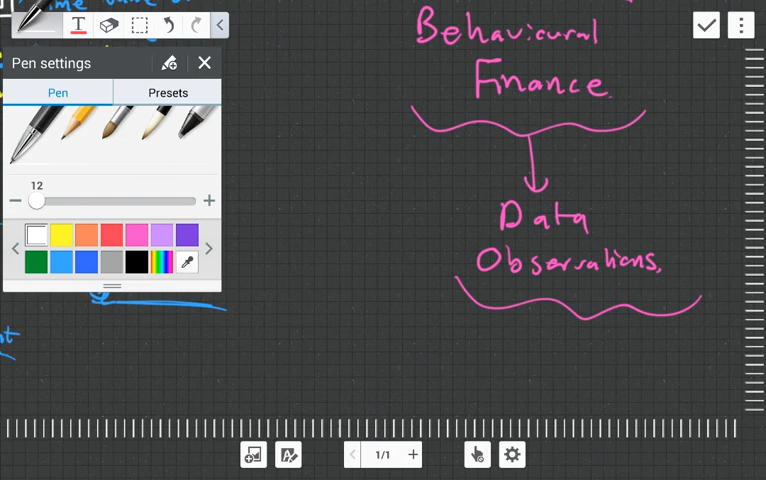 Behavioural
Finance.
Pen settings
Pen
Presets
12
Data
Observations.
1/1